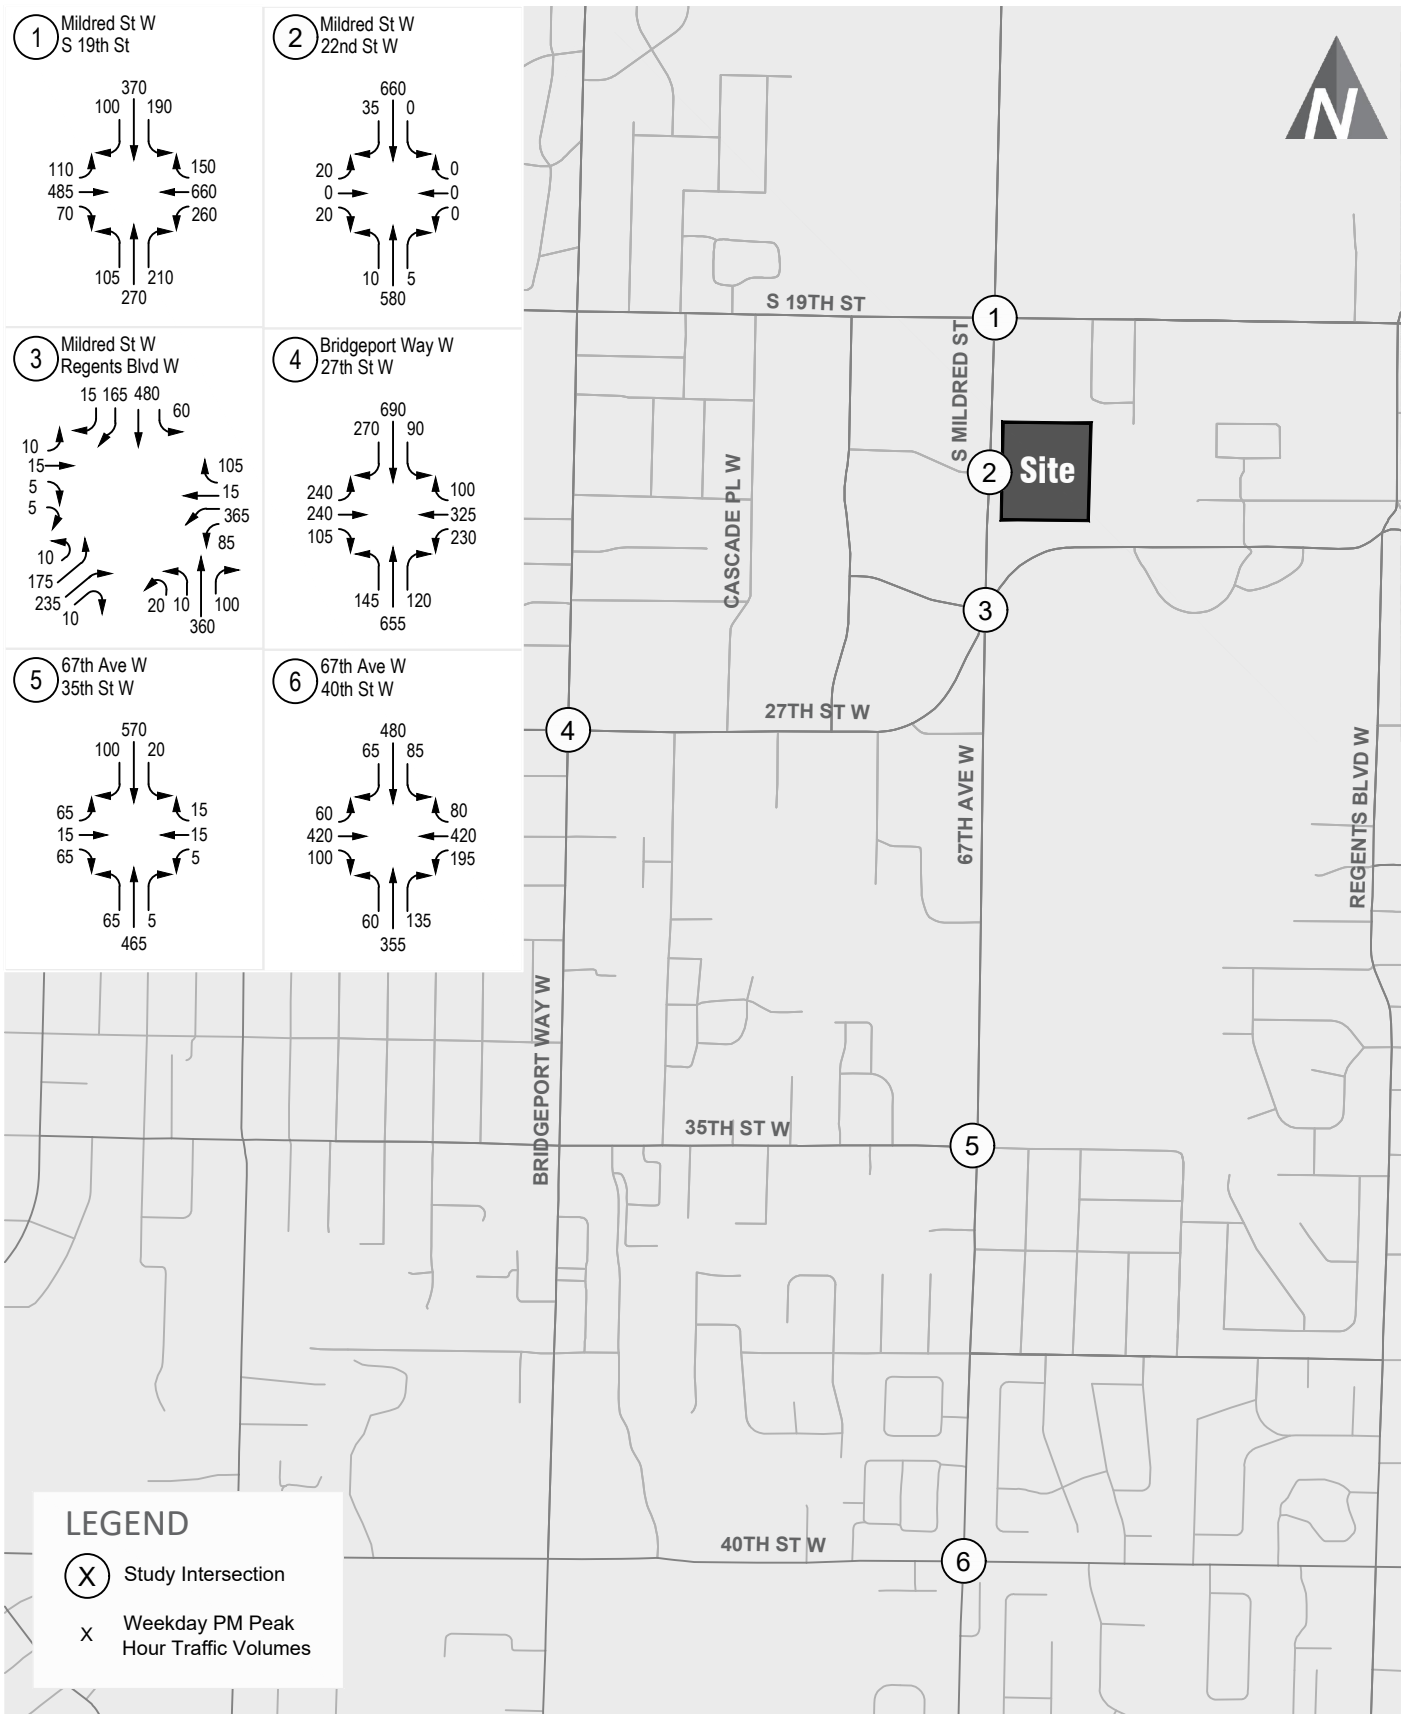 1
Mildred St W
S 19th St
370
100
190
110
485
70
150
660
260
105
210
270
2
Mildred St W
22nd St W
660
35
0
20
0
20
0
0
0
10
5
580
3
Mildred St W
Regents Blvd W
15 165 480
60
10
15
5
5
105
15
365
85
10
175
235
10
20 10
100
360
4
Bridgeport Way W
27th St W
690
270
90
240
240
105
100
325
230
145
120
655
5
67th Ave W
35th St W
570
100
20
65
15
65
15
15
5
65
5
465
6
67th Ave W
40th St W
480
65
85
60
420
100
80
420
195
60
135
355
N
S 19TH ST
1
S MILDRED ST
2
Site
CASCADE PL W
3
27TH ST W
4
67TH AVE W
REGENTS BLVD W
BRIDGEPORT WAY W
35TH ST W
5
40TH ST W
6
LEGEND
X
Study Intersection
X
Weekday PM Peak
Hour Traffic Volumes